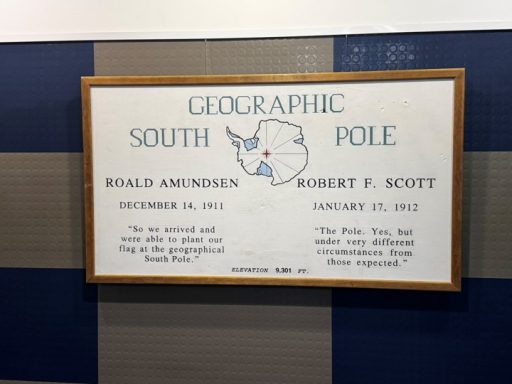 GEOGRAPHIC
SOUTH POLE
ROALD AMUNDSEN
DECEMBER 14, 1911
"So we arrived and
were able to plant our
flag at the geographical
South Pole."
ROBERT F. SCOTT
JANUARY 17, 1912
"The Pole. Yes, but
under very different
circumstances from
those expected."
ELEVATION 9,301 FT.